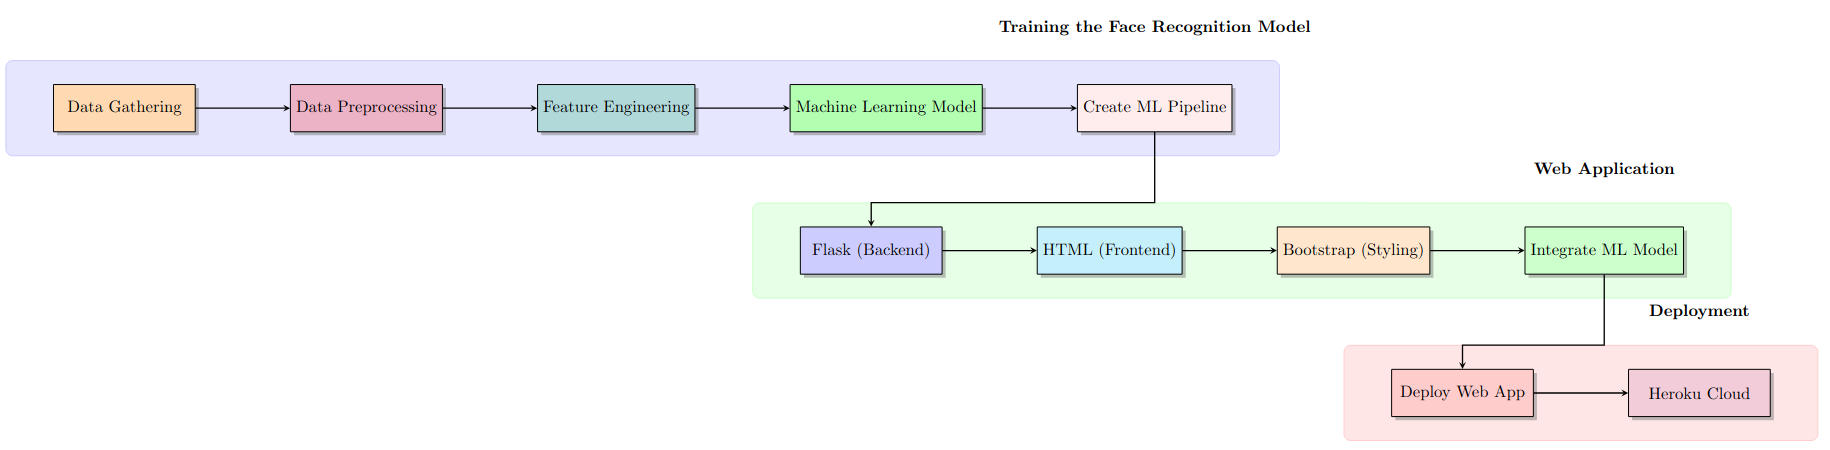 Training the Face Recognition Model
Data Gathering
Data Preprocessing
Feature Engineering
Machine Learning Model
Create ML Pipeline
Web Application
Flask (Backend)
HTML (Frontend)
Bootstrap (Styling)
Integrate ML Model
Deployment
Deploy Web App
Heroku Cloud